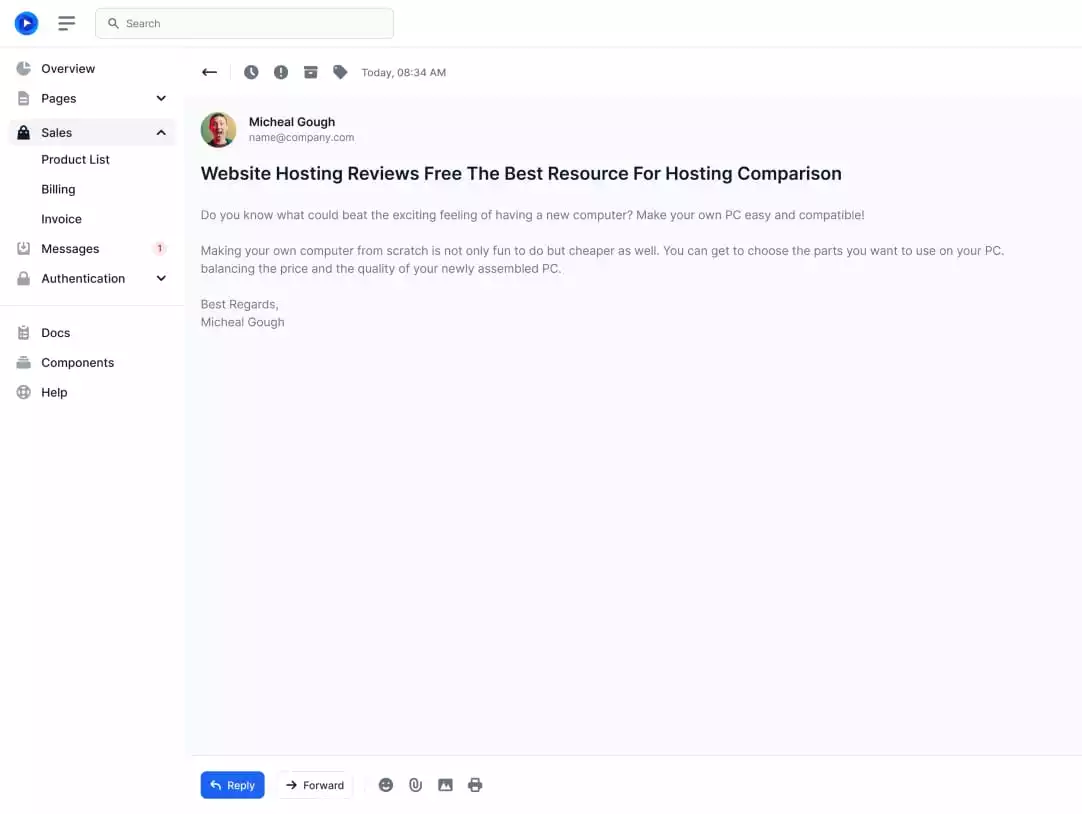 Search
Overview
Pages
Sales
Product List
Billing
Invoice
Messages 1
Authentication
Docs
Components
Help
Today, 08:34 AM
Micheal Gough
name@company.com
Website Hosting Reviews Free The Best Resource For Hosting Comparison
Do you know what could beat the exciting feeling of having a new computer? Make your own PC easy and compatible!
Making your own computer from scratch is not only fun to do but cheaper as well. You can get to choose the parts you want to use on your PC.
balancing the price and the quality of your newly assembled PC.
Best Regards,
Micheal Gough
Reply
Forward